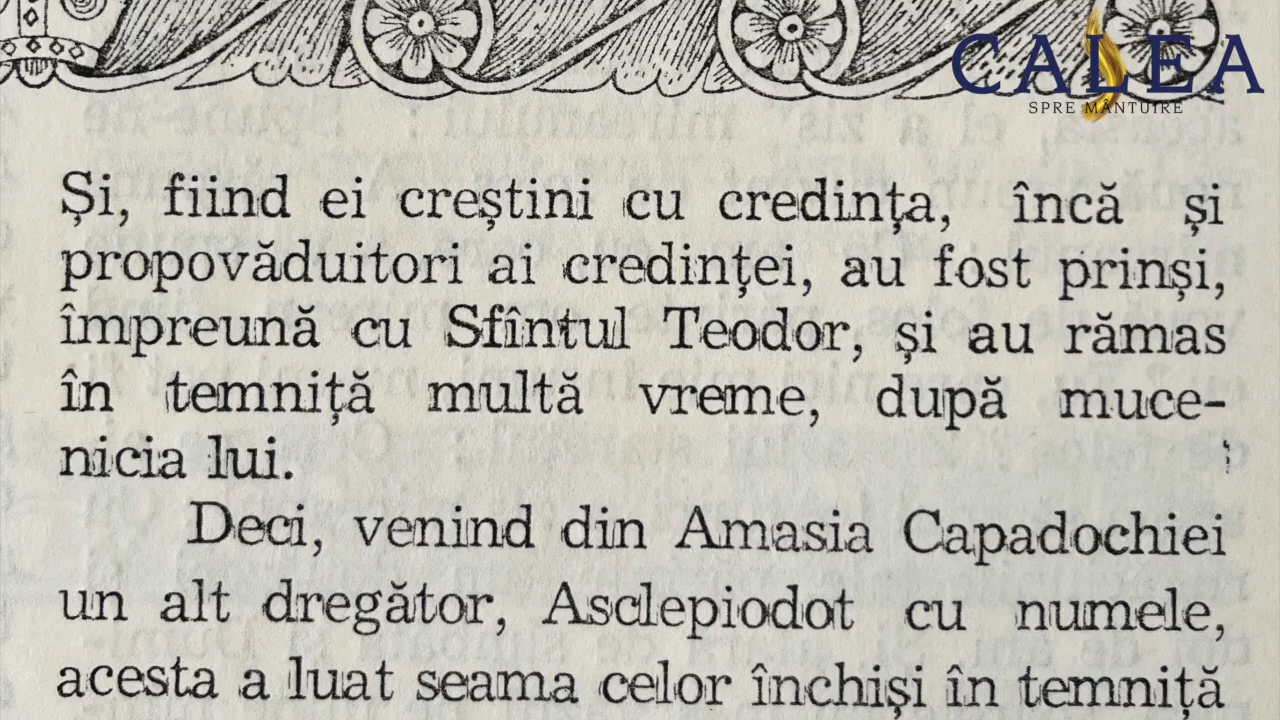 CALEA
SPRE MÂNTUIRE
Și, fiind ei creștini cu credința, încă și
propovăduitori ai credinței, au fost prinși,
împreună cu Sfîntul Teodor, și au rămas
în temniță multă vreme, după muce-
nicia lui.
Deci, venind din Amasia Capadochiei
un alt dregător, Asclepiodot cu numele,
acesta a luat seama celor închiși în temniță